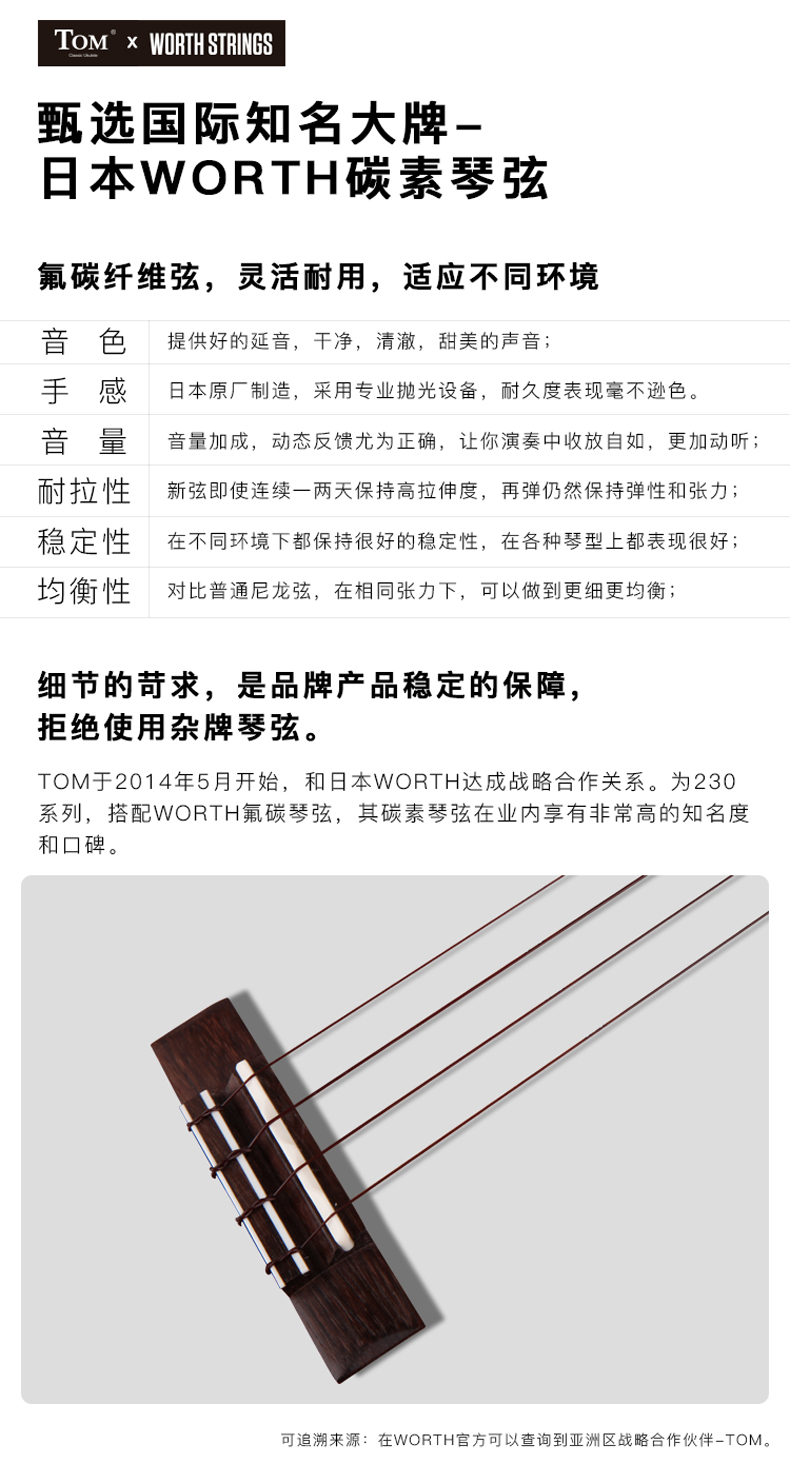 TOM® x WORTH STRINGS
Classic Ukulele
甄选国际知名大牌–
日本WORTH碳素琴弦
氟碳纤维弦，灵活耐用，适应不同环境
音 色 提供好的延音，干净，清澈，甜美的声音；
手 感 日本原厂制造，采用专业抛光设备，耐久度表现毫不逊色。
音 量 音量加成，动态反馈尤为正确，让你演奏中收放自如，更加动听；
耐拉性 新弦即使连续一两天保持高拉伸度，再弹仍然保持弹性和张力；
稳定性 在不同环境下都保持很好的稳定性，在各种琴型上都表现很好；
均衡性 对比普通尼龙弦，在相同张力下，可以做到更细更均衡；
细节的苛求，是品牌产品稳定的保障，
拒绝使用杂牌琴弦。
TOM于2014年5月开始，和日本WORTH达成战略合作关系。为230
系列，搭配WORTH氟碳琴弦，其碳素琴弦在业内享有非常高的知名度
和口碑。
可追溯来源：在WORTH官方可以查询到亚洲区战略合作伙伴–TOM。